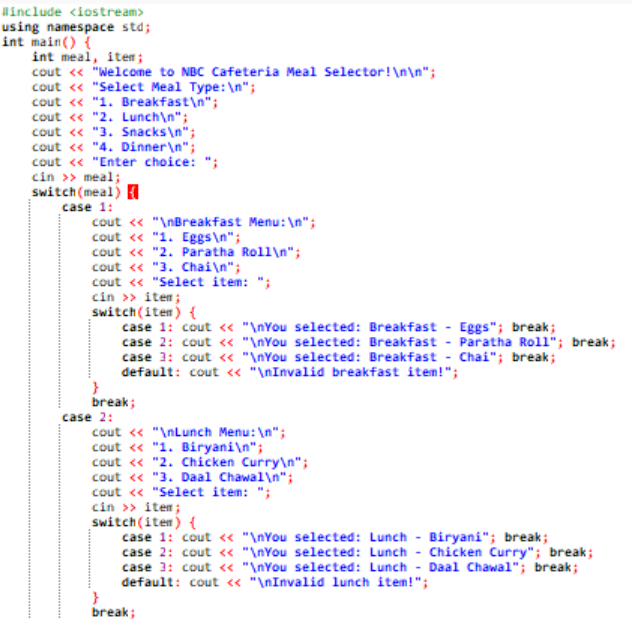 #include <iostream>
using namespace std;
int main() {
    int meal, item;
    cout << "Welcome to NBC Cafeteria Meal Selector!\n\n";
    cout << "Select Meal Type:\n";
    cout << "1. Breakfast\n";
    cout << "2. Lunch\n";
    cout << "3. Snacks\n";
    cout << "4. Dinner\n";
    cout << "Enter choice: ";
    cin >> meal;
    switch(meal) {
        case 1:
            cout << "\nBreakfast Menu:\n";
            cout << "1. Eggs\n";
            cout << "2. Paratha Roll\n";
            cout << "3. Chai\n";
            cout << "Select item: ";
            cin >> item;
            switch(item) {
                case 1: cout << "\nYou selected: Breakfast - Eggs"; break;
                case 2: cout << "\nYou selected: Breakfast - Paratha Roll"; break;
                case 3: cout << "\nYou selected: Breakfast - Chai"; break;
                default: cout << "\nInvalid breakfast item!";
            }
            break;
        case 2:
            cout << "\nLunch Menu:\n";
            cout << "1. Biryani\n";
            cout << "2. Chicken Curry\n";
            cout << "3. Daal Chawal\n";
            cout << "Select item: ";
            cin >> item;
            switch(item) {
                case 1: cout << "\nYou selected: Lunch - Biryani"; break;
                case 2: cout << "\nYou selected: Lunch - Chicken Curry"; break;
                case 3: cout << "\nYou selected: Lunch - Daal Chawal"; break;
                default: cout << "\nInvalid lunch item!";
            }
            break;